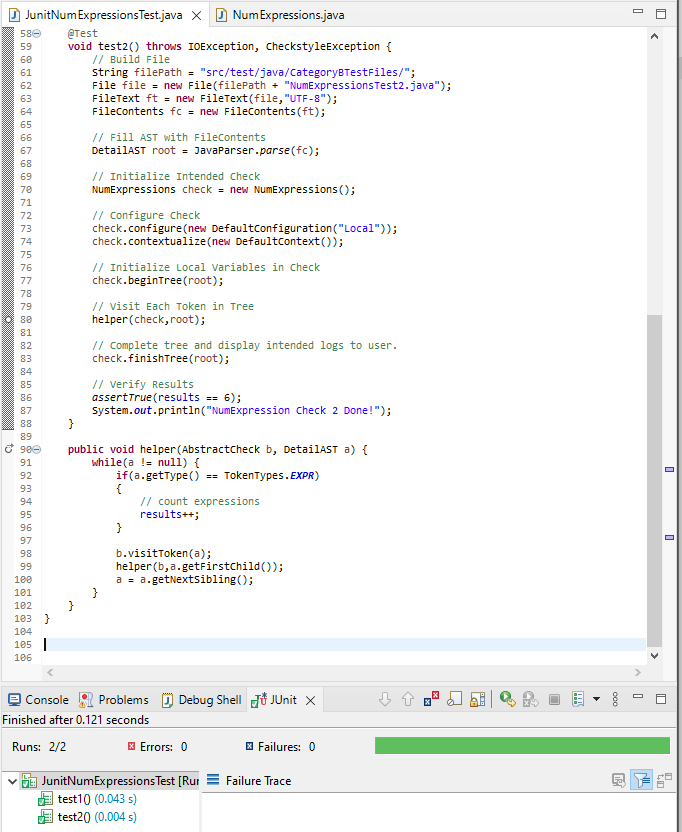 JunitNumExpressionsTest.java NumExpressions.java
58 @Test
59 void test2() throws IOException, CheckstyleException {
60 // Build File
61 String filePath = "src/test/java/CategoryBTestFiles/";
62 File file = new File(filePath + "NumExpressionsTest2.java");
63 FileText ft = new FileText(file,"UTF-8");
64 FileContents fc = new FileContents(ft);
65
66 // Fill AST with FileContents
67 DetailAST root = JavaParser.parse(fc);
68
69 // Initialize Intended Check
70 NumExpressions check = new NumExpressions();
71
72 // Configure Check
73 check.configure(new DefaultConfiguration("Local"));
74 check.contextualize(new DefaultContext());
75
76 // Initialize Local Variables in Check
77 check.beginTree(root);
78
79 // Visit Each Token in Tree
80 helper(check,root);
81
82 // Complete tree and display intended logs to user.
83 check.finishTree(root);
84
85 // Verify Results
86 assertTrue(results == 6);
87 System.out.println("NumExpression Check 2 Done!");
88 }
89
90 public void helper(AbstractCheck b, DetailAST a) {
91 while(a != null) {
92 if(a.getType() == TokenTypes.EXPR)
93 {
94 // count expressions
95 results++;
96 }
97
98 b.visitToken(a);
99 helper(b,a.getFirstChild());
100 a = a.getNextSibling();
101 }
102 }
103 }
104
105
106
Console Problems Debug Shell JUnit
Finished after 0.121 seconds
Runs: 2/2 Errors: 0 Failures: 0
JunitNumExpressionsTest [Run Failure Trace
test1() (0.043 s)
test2() (0.004 s)